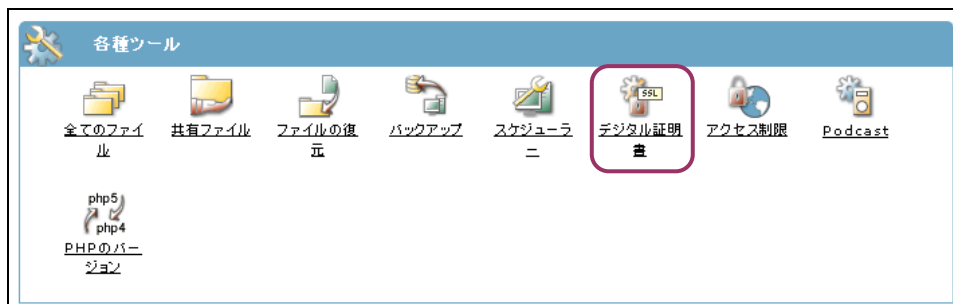 各種ツール
SSL
全てのファイ
ル
共有ファイル
ファイルの復
元
バックアップ
スケジューラ
ー
デジタル証明
書
アクセス制限
Podcast
php5
php4
PHPのバー
ジョン